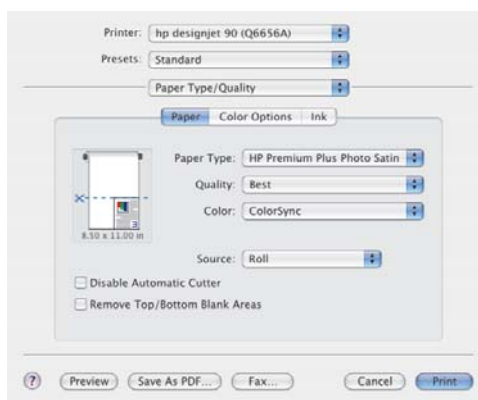 Printer: hp designjet 90 (Q6656A)
Presets: Standard
Paper Type/Quality
Paper Color Options Ink
Paper Type: HP Premium Plus Photo Satin
Quality: Best
Color: ColorSync
8.50 x 11.00 in
Source: Roll
Disable Automatic Cutter
Remove Top/Bottom Blank Areas
? Preview Save As PDF... Fax... Cancel Print